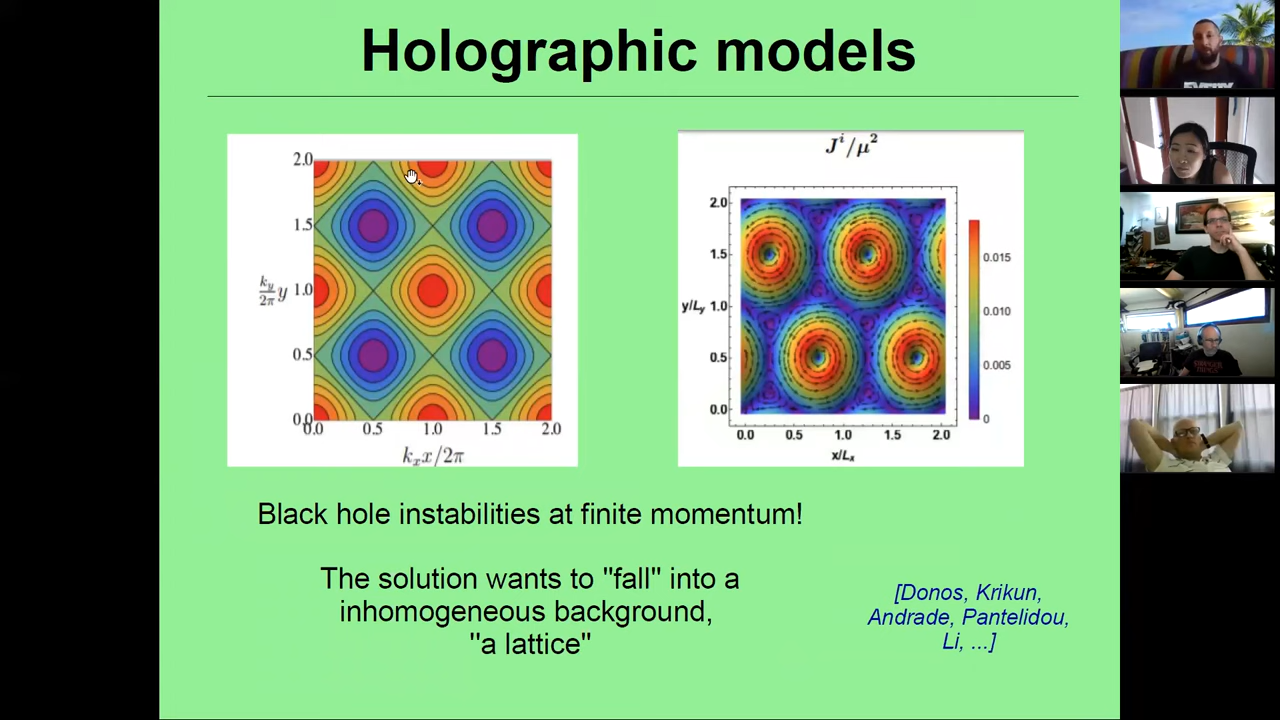 Holographic models
2.0
1.5
k_y/2π y 1.0
0.5
0.0
0.0 0.5 1.0 1.5 2.0
k_x x/2π
J^i/μ^2
2.0
1.5
y/L_y 1.0
0.5
0.0
0.0 0.5 1.0 1.5 2.0
x/L_x
0.015
0.010
0.005
0
Black hole instabilities at finite momentum!
The solution wants to "fall" into a
inhomogeneous background,
"a lattice"
[Donos, Krikun,
Andrade, Pantelidou,
Li, ...]